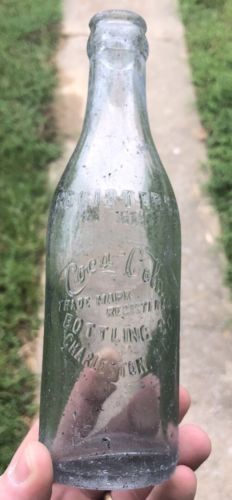 REGISTERED
Coca-Cola
TRADE MARK REGISTERED
BOTTLING CO
CHARLESTON, S.C.